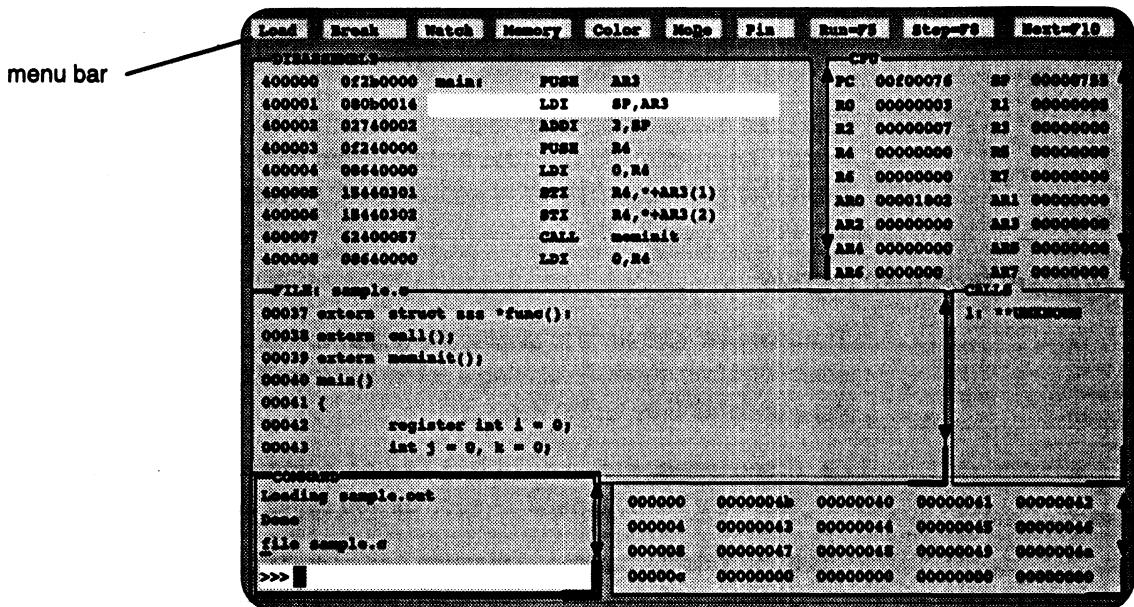 menu bar
Load Break Watch Memory Color MoDe Pin Run=F5 Step=F8 Next=F10
DISASSEMBLY
400000 0f2b0000 main: PUSH AR3
400001 080b0014 LDI SP,AR3
400002 02740002 ADDI 2,SP
400003 0f240000 PUSH R4
400004 08640000 LDI 0,R4
400005 15440301 STI R4,*+AR3(1)
400006 15440302 STI R4,*+AR3(2)
400007 62400057 CALL meminit
400008 08640000 LDI 0,R4
CPU
PC 00f00076 SP 00000755
R0 00000003 R1
R2 00000007 R3 00000000
R4 00000000 R5 00000000
R6 00000000 R7 00000000
AR0 00001802 AR1 00000000
AR2 00000000 AR3 00000000
AR4 00000000 AR5 00000000
AR6 0000000 AR7 00000000
FILE: sample.c
00037 extern struct xxx *func();
00038 extern call();
00039 extern meminit();
00040 main()
00041 {
00042 register int i = 0;
00043 int j = 0, k = 0;
CALLS
1: **UNKNOWN
COMMAND
Loading sample.out
Done
file sample.c
>>>
000000 0000004b 00000040 00000041 00000042
000004 00000043 00000044 00000045 00000046
000008 00000047 00000048 00000049 0000004a
00000c 00000000 00000000 00000000 00000000